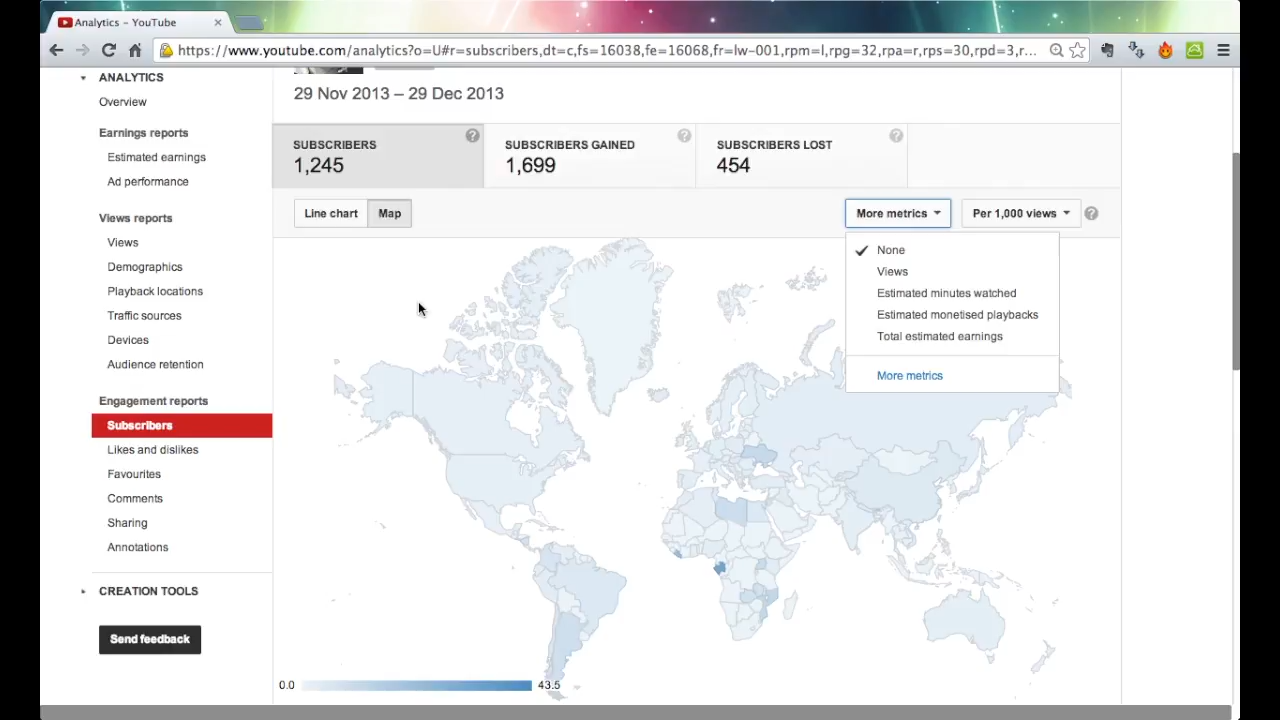 Analytics – YouTube
https://www.youtube.com/analytics?o=U#r=subscribers,dt=c,fs=16038,fe=16068,fr=lw-001,rpm=l,rpg=32,rpa=r,rps=30,rpd=3,r...
ANALYTICS
Overview
Earnings reports
Estimated earnings
Ad performance
Views reports
Views
Demographics
Playback locations
Traffic sources
Devices
Audience retention
Engagement reports
Subscribers
Likes and dislikes
Favourites
Comments
Sharing
Annotations
CREATION TOOLS
Send feedback
29 Nov 2013 – 29 Dec 2013
SUBSCRIBERS
1,245
?
SUBSCRIBERS GAINED
1,699
?
SUBSCRIBERS LOST
454
?
Line chart
Map
More metrics
Per 1,000 views
?
None
Views
Estimated minutes watched
Estimated monetised playbacks
Total estimated earnings
More metrics
0.0
43.5